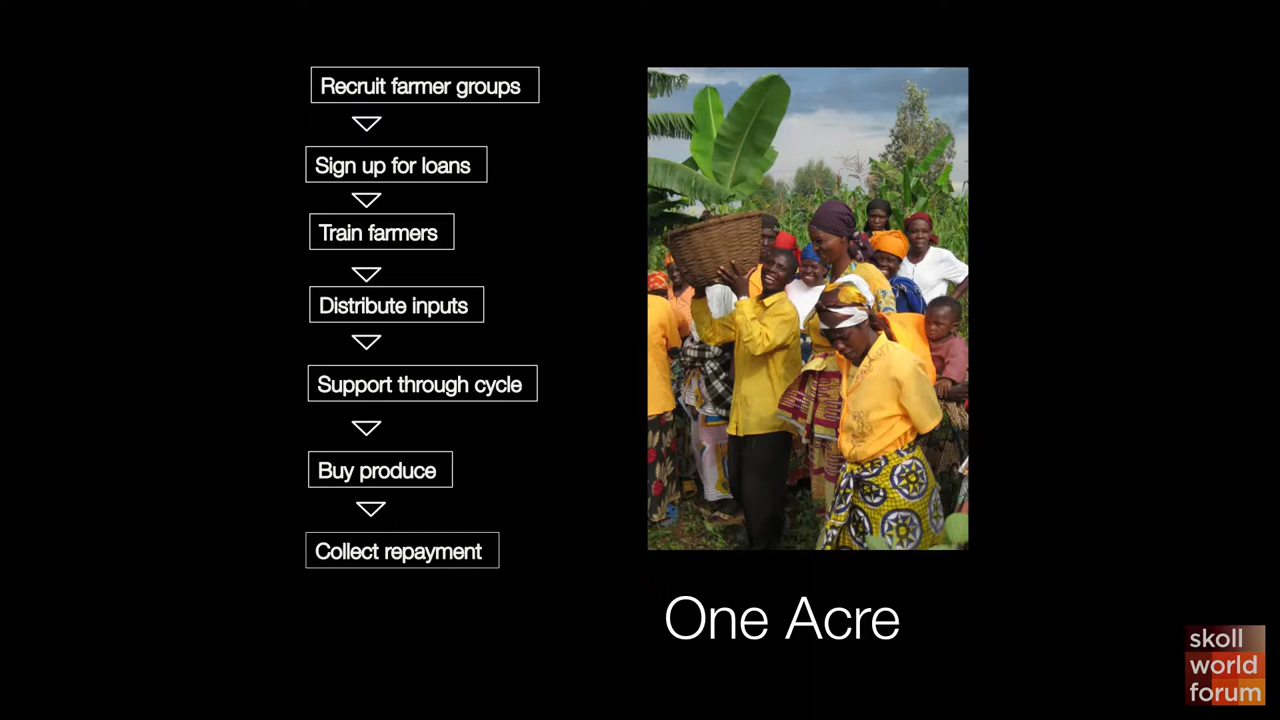 Recruit farmer groups
Sign up for loans
Train farmers
Distribute inputs
Support through cycle
Buy produce
Collect repayment
One Acre
skoll
world
forum